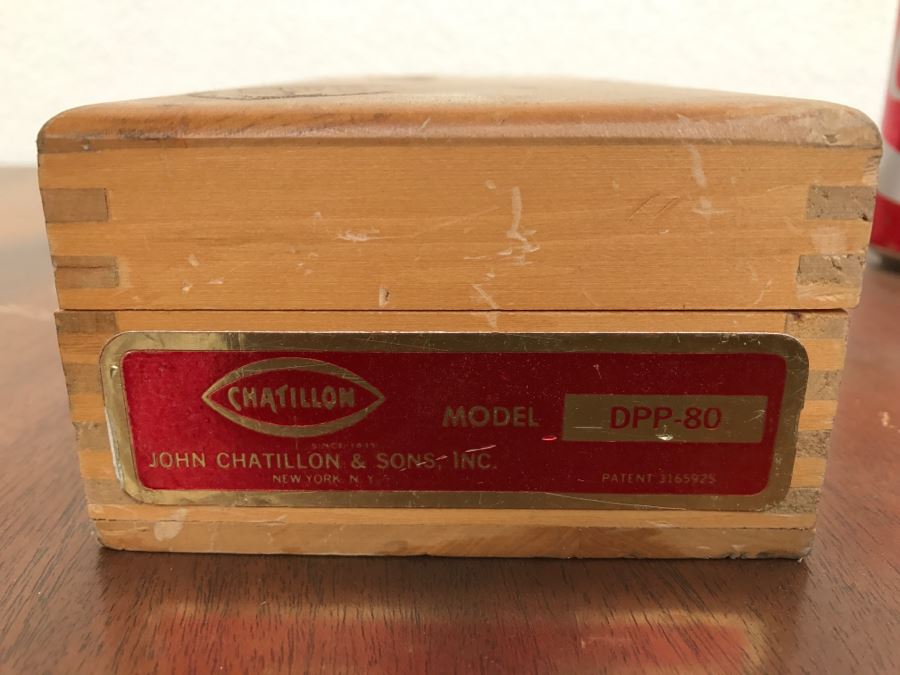 CHATILLON
SINCE 1835
JOHN CHATILLON & SONS, INC.
NEW YORK N.Y.
MODEL DPP-80
PATENT 3165925